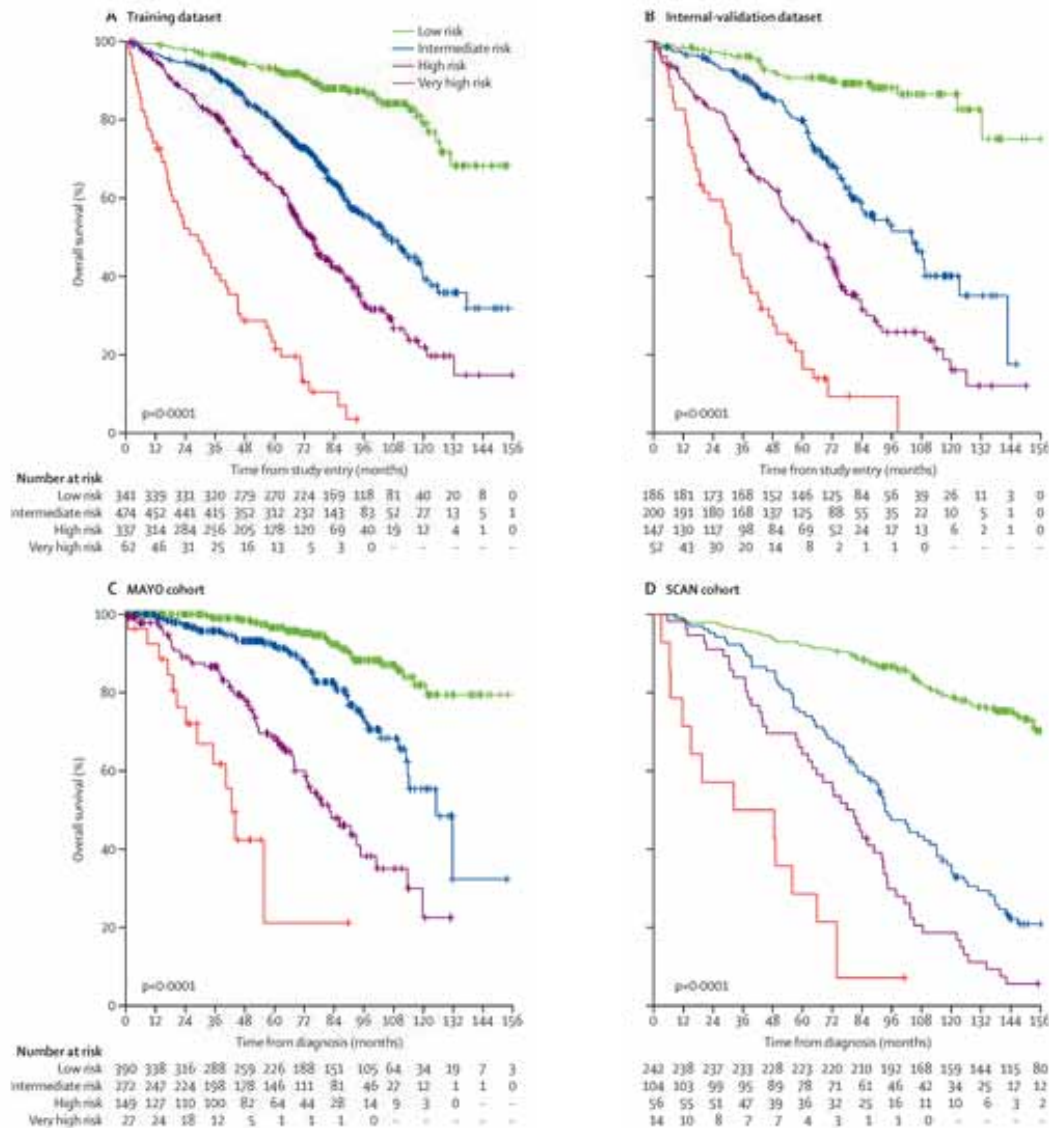 A Training dataset
Low risk
Intermediate risk
High risk
Very high risk
100
80
60
40
20
0
Overall survival (%)
p<0·0001
0 12 24 36 48 60 72 84 96 108 120 132 144 156
Time from study entry (months)
Number at risk
Low risk 341 339 331 320 279 270 224 169 118 81 40 20 8 0
Intermediate risk 474 452 441 415 352 312 232 143 83 52 27 13 5 1
High risk 337 314 284 256 205 178 120 69 40 19 12 4 1 0
Very high risk 62 46 31 25 16 13 5 3 0 – – – – –
B Internal-validation dataset
p<0·0001
0 12 24 36 48 60 72 84 96 108 120 132 144 156
Time from study entry (months)
186 181 173 168 152 146 125 84 56 39 26 11 3 0
200 191 180 168 137 125 88 55 35 22 10 5 1 0
147 130 117 98 84 69 52 24 17 13 6 2 1 0
52 43 30 20 14 8 2 1 1 0 – – – –
C MAYO cohort
100
80
60
40
20
0
Overall survival (%)
p<0·0001
0 12 24 36 48 60 72 84 96 108 120 132 144 156
Time from diagnosis (months)
Number at risk
Low risk 390 338 316 288 259 226 188 151 105 64 34 19 7 3
Intermediate risk 272 247 224 198 178 146 111 81 46 27 12 1 1 0
High risk 149 127 110 100 82 64 44 28 14 9 3 0 – –
Very high risk 27 24 18 12 5 1 1 1 0 – – – – –
D SCAN cohort
p<0·0001
0 12 24 36 48 60 72 84 96 108 120 132 144 156
Time from diagnosis (months)
242 238 237 233 228 223 220 210 192 168 159 144 115 80
104 103 99 95 89 78 71 61 46 42 34 25 17 12
56 55 51 47 39 36 32 25 16 11 10 6 3 2
14 10 8 7 7 4 3 1 1 0 – – – –